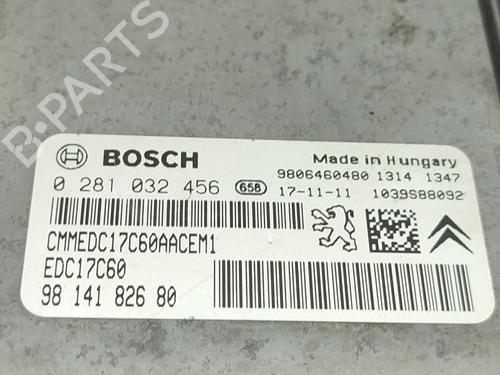 B-PARTS
BOSCH
Made in Hungary
9806460480 1314 1347
0 281 032 456 658 17-11-11 1039S88092
CMMEDC17C60AACEM1
EDC17C60
98 141 826 80